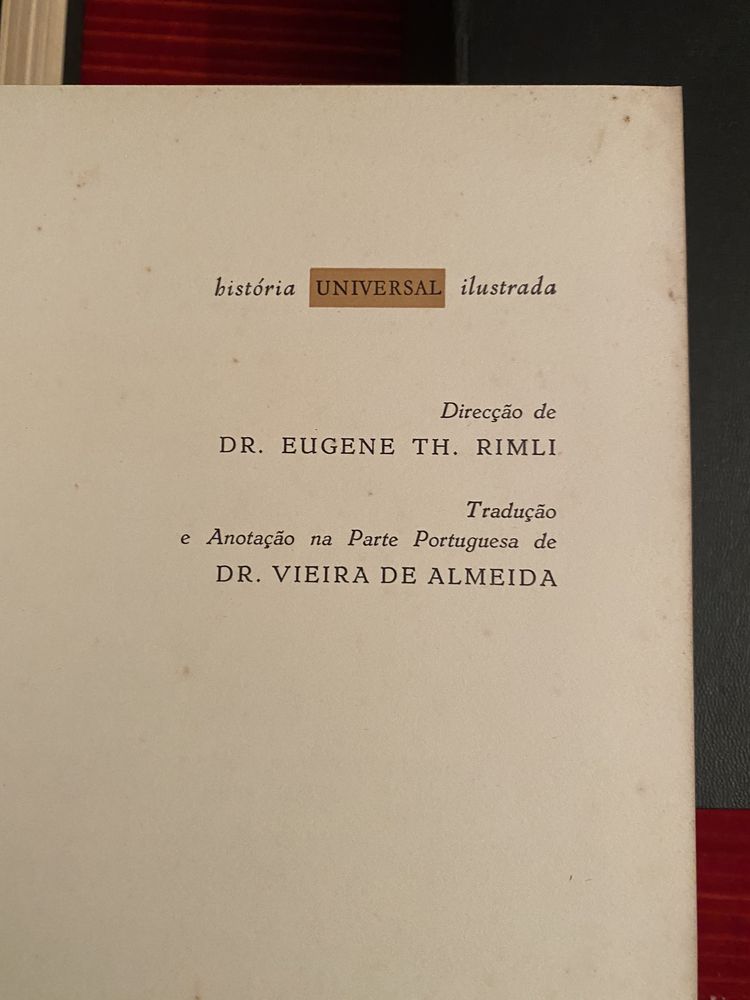 história UNIVERSAL ilustrada
Direcção de
DR. EUGENE TH. RIMLI
Tradução
e Anotação na Parte Portuguesa de
DR. VIEIRA DE ALMEIDA